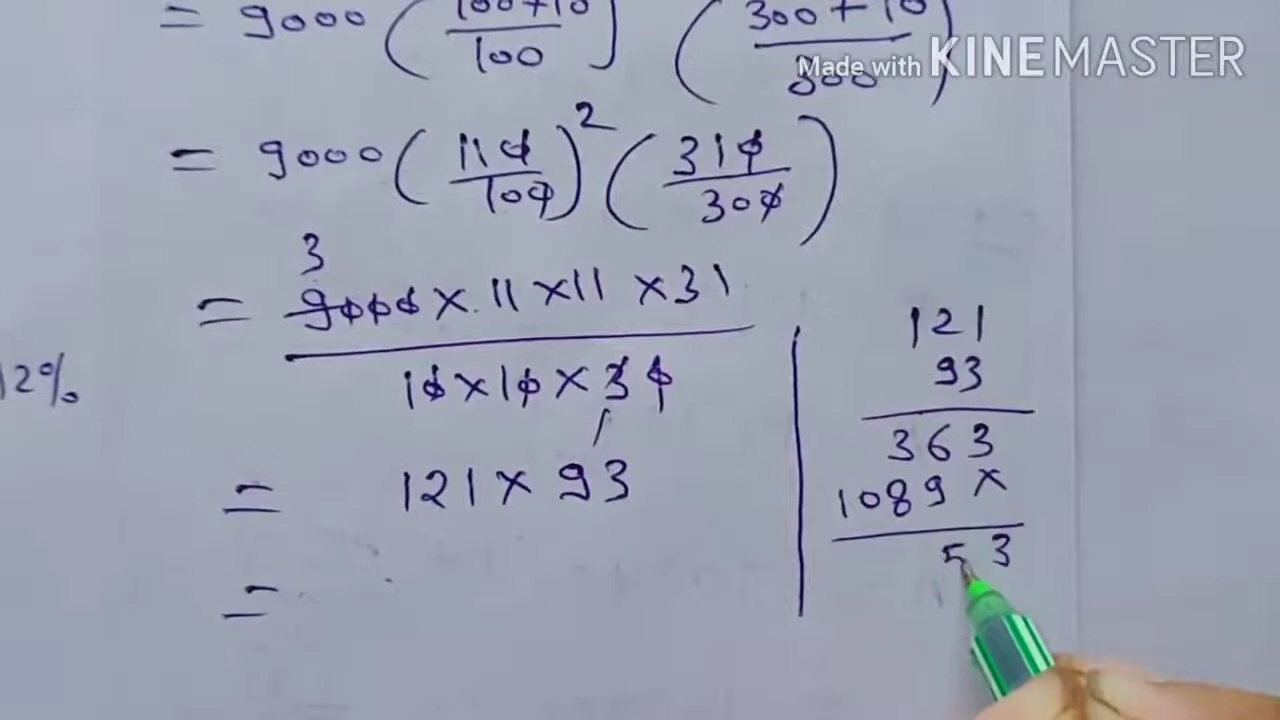 = 9000 (100+10/100) (300+10/300)
Made with KINEMASTER
= 9000 (110/100)² (310/300)
3
= 9000 × 11 × 11 × 31
10 × 10 × 30
1
12%
= 121 × 93
=
121
93
363
1089 ×
53